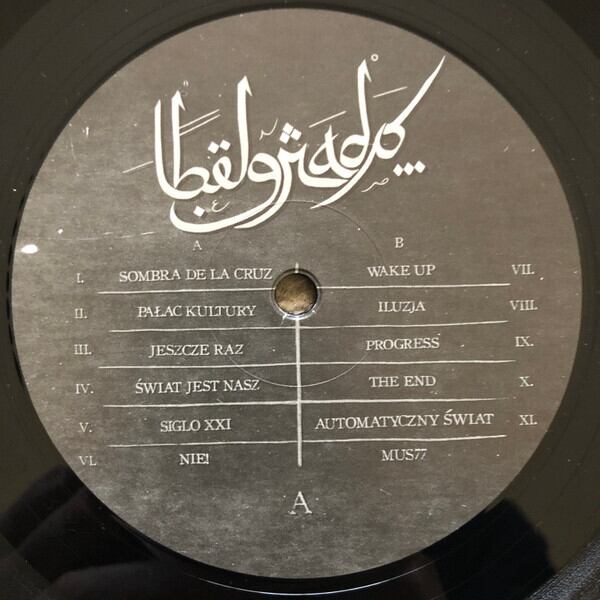 Belgrado
A B
I. SOMBRA DE LA CRUZ WAKE UP VII.
II. PAŁAC KULTURY ILUZJA VIII.
III. JESZCZE RAZ PROGRESS IX.
IV. ŚWIAT JEST NASZ THE END X.
V. SIGLO XXI AUTOMATYCZNY ŚWIAT XI.
VI. NIE! MUS77
A